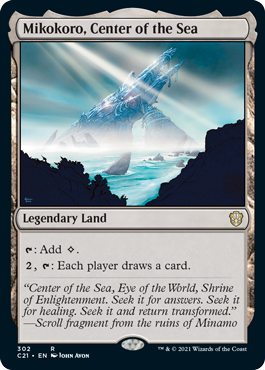 Mikokoro, Center of the Sea
Legendary Land
: Add .
2, : Each player draws a card.
“Center of the Sea, Eye of the World, Shrine
of Enlightenment. Seek it for answers. Seek it
for healing. Seek it and return transformed.”
—Scroll fragment from the ruins of Minamo
302 R
C21 • EN JOHN AVON
™ & © 2021 Wizards of the Coast